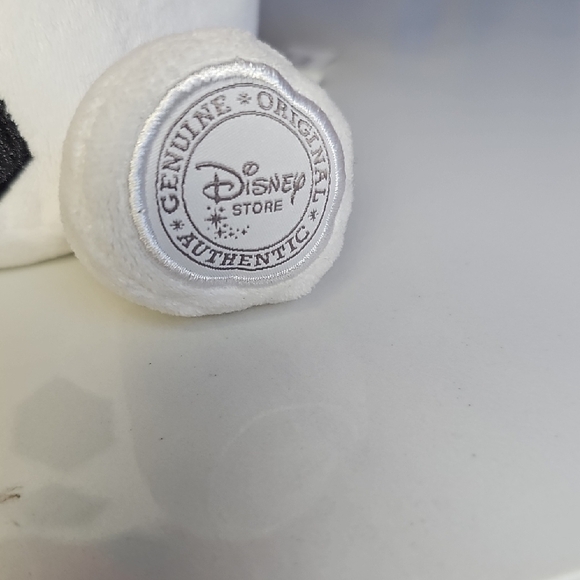 GENUINE * ORIGINAL
* AUTHENTIC *
Disney
STORE